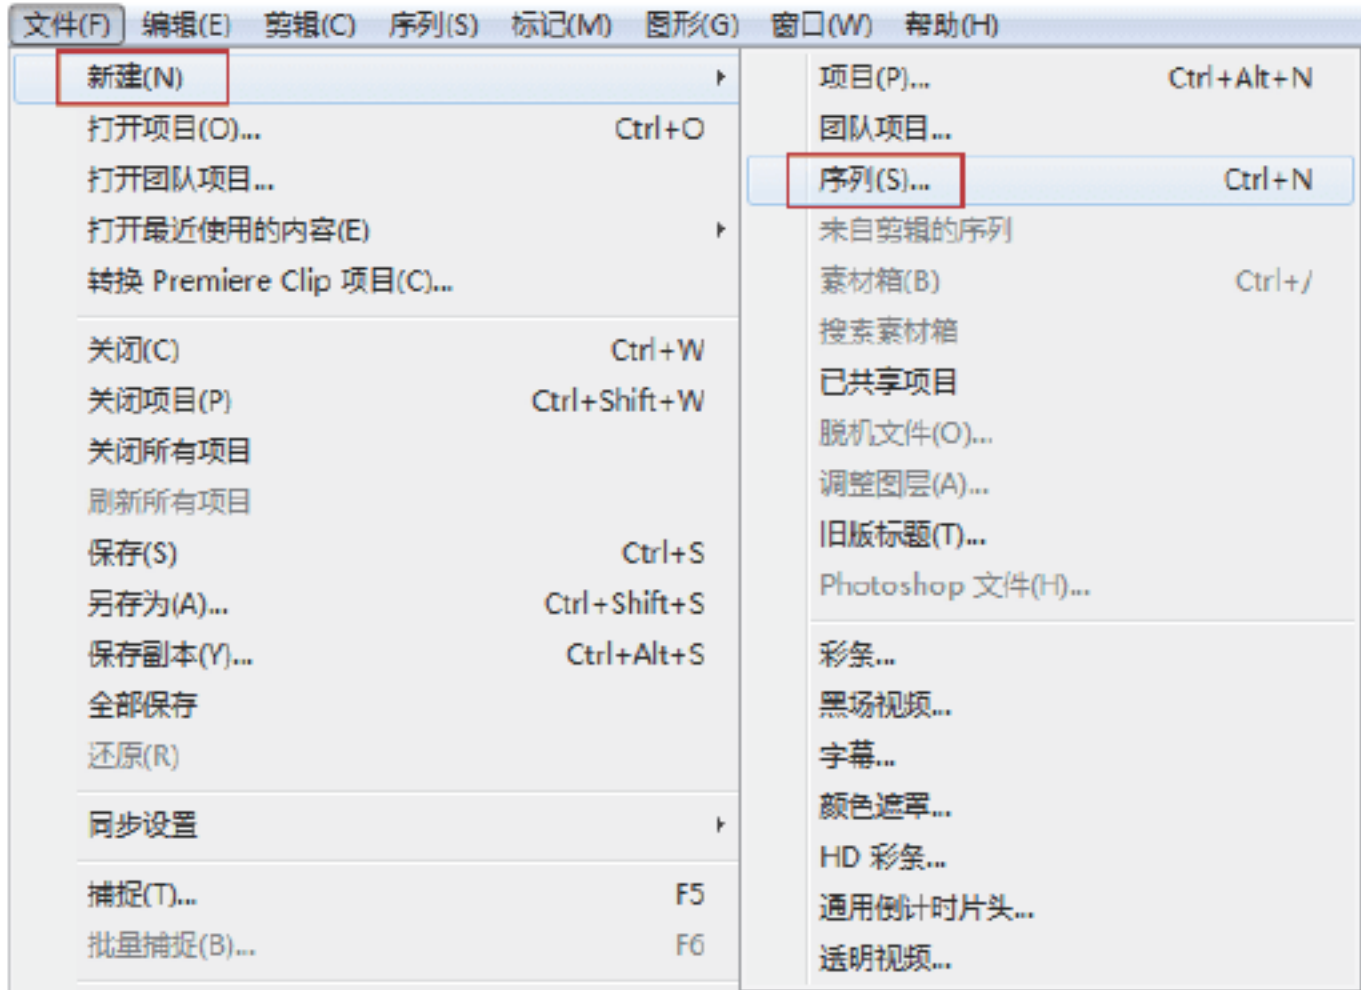 文件(F) 编辑(E) 剪辑(C) 序列(S) 标记(M) 图形(G) 窗口(W) 帮助(H)
新建(N)
打开项目(O)... Ctrl+O
打开团队项目...
打开最近使用的内容(E)
转换 Premiere Clip 项目(C)...
关闭(C) Ctrl+W
关闭项目(P) Ctrl+Shift+W
关闭所有项目
刷新所有项目
保存(S) Ctrl+S
另存为(A)... Ctrl+Shift+S
保存副本(Y)... Ctrl+Alt+S
全部保存
还原(R)
同步设置
捕捉(T)... F5
批量捕捉(B)... F6
项目(P)... Ctrl+Alt+N
团队项目...
序列(S)... Ctrl+N
来自剪辑的序列
素材箱(B) Ctrl+/
搜索素材箱
已共享项目
脱机文件(O)...
调整图层(A)...
旧版标题(T)...
Photoshop 文件(H)...
彩条...
黑场视频...
字幕...
颜色遮罩...
HD 彩条...
通用倒计时片头...
透明视频...